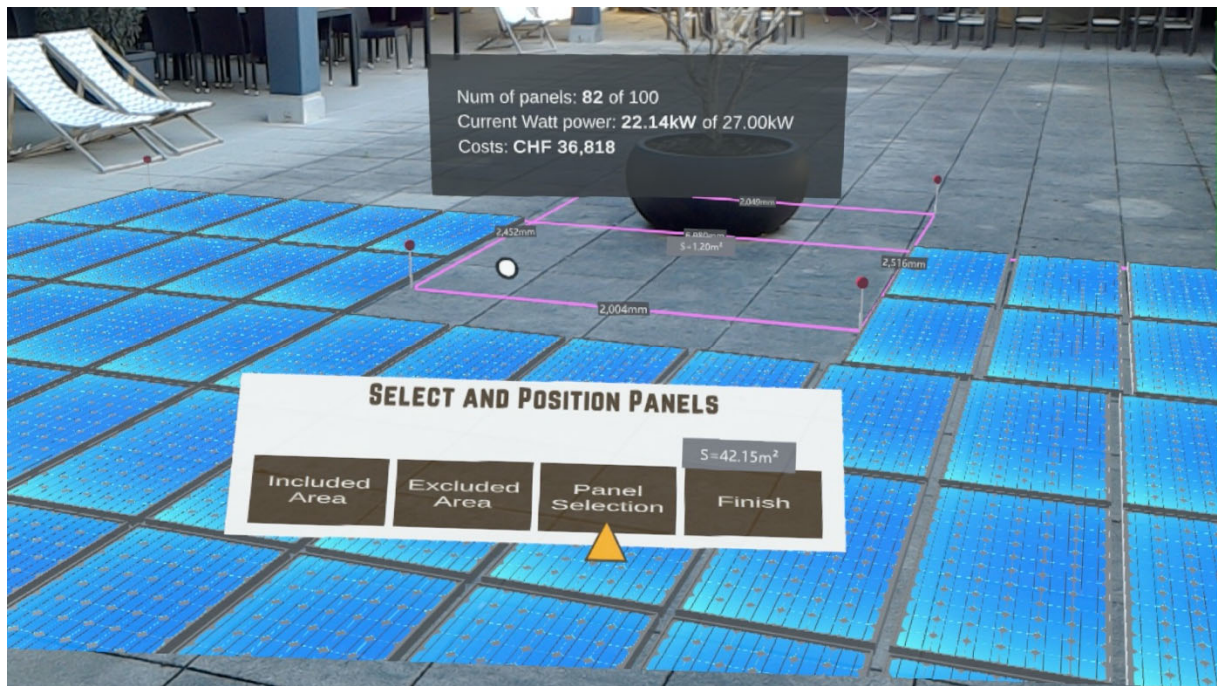 Num of panels: 82 of 100
Current Watt power: 22.14kW of 27.00kW
Costs: CHF 36,818
2,049mm
2,452mm
S=1.20m²
2,516mm
2,004mm
SELECT AND POSITION PANELS
S=42.15m²
Included
Area
Excluded
Area
Panel
Selection
Finish